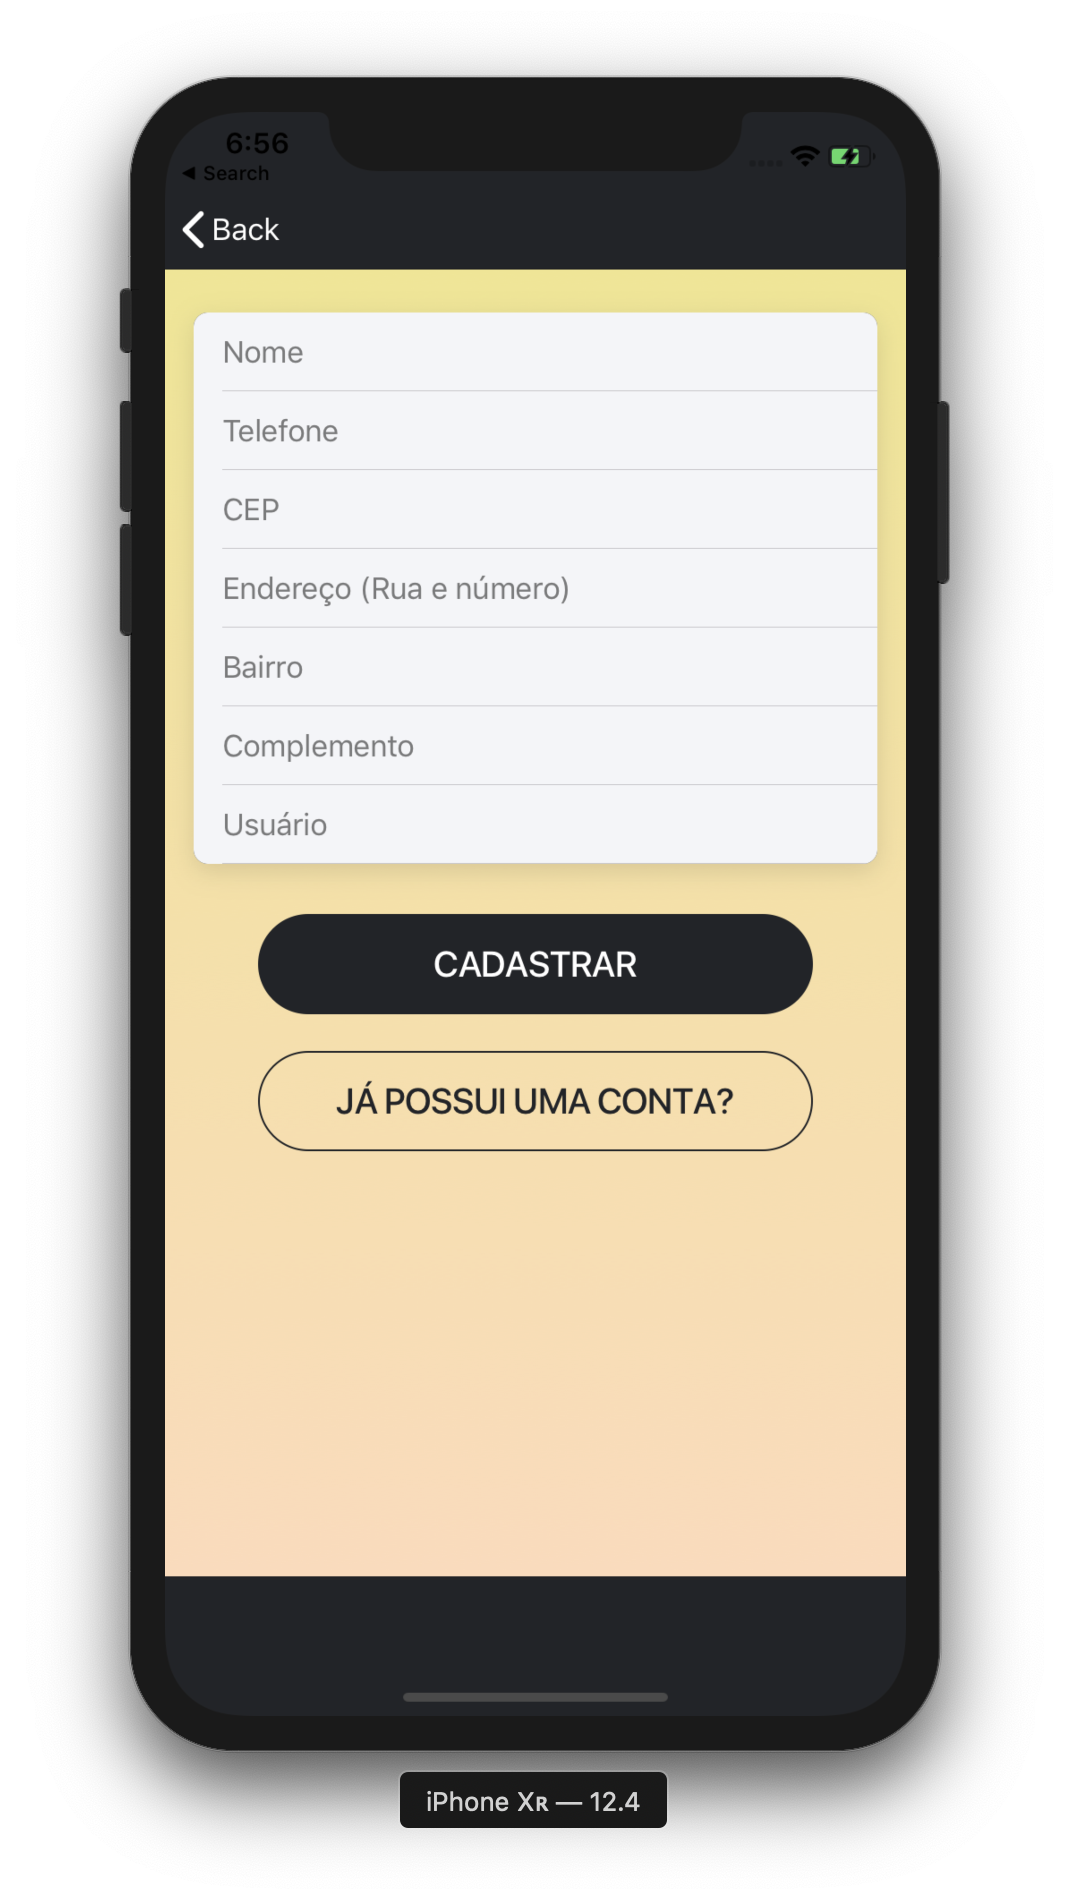 6:56
◀ Search
Back
Nome
Telefone
CEP
Endereço (Rua e número)
Bairro
Complemento
Usuário
CADASTRAR
JÁ POSSUI UMA CONTA?
iPhone Xʀ — 12.4